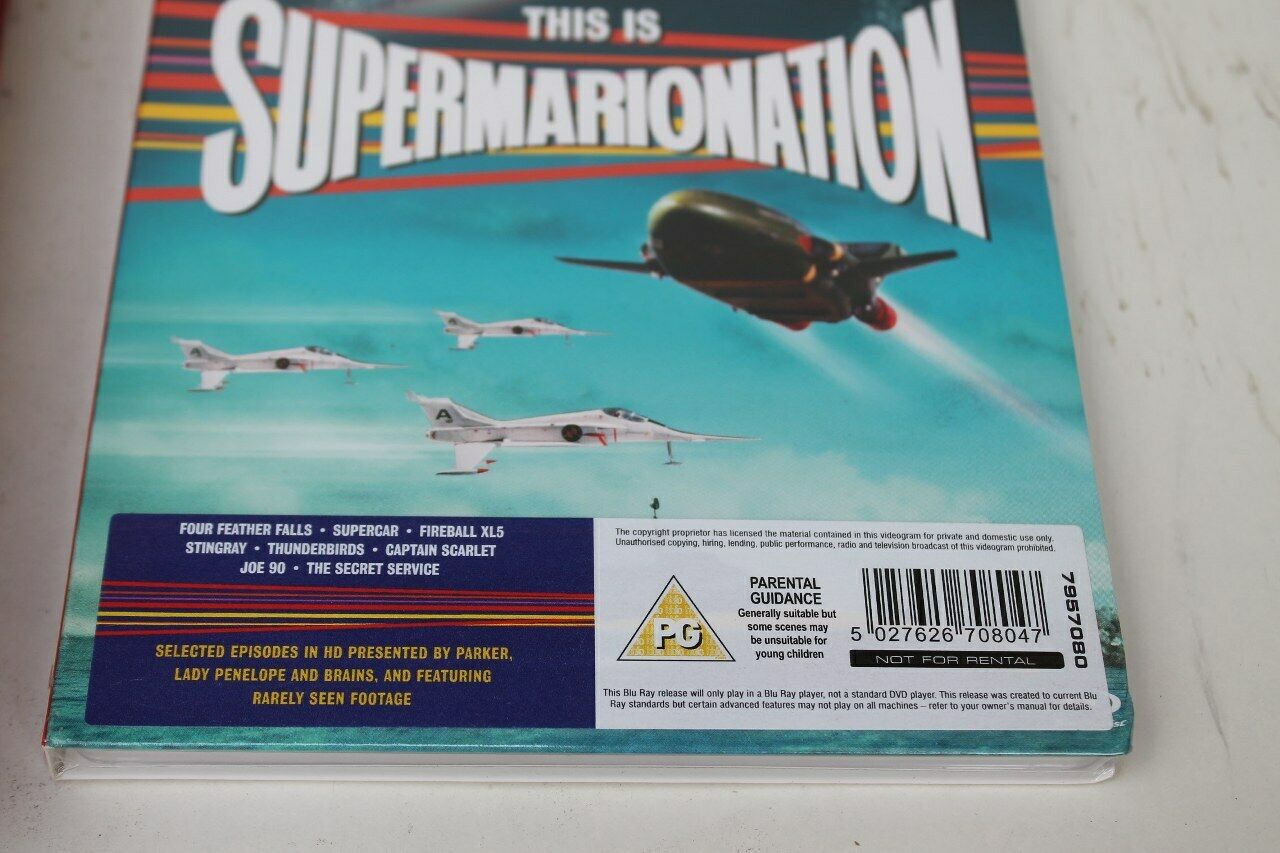 THIS IS
SUPERMARIONATION
A
A
FOUR FEATHER FALLS • SUPERCAR • FIREBALL XL5
STINGRAY • THUNDERBIRDS • CAPTAIN SCARLET
JOE 90 • THE SECRET SERVICE
SELECTED EPISODES IN HD PRESENTED BY PARKER,
LADY PENELOPE AND BRAINS, AND FEATURING
RARELY SEEN FOOTAGE
The copyright proprietor has licensed the material contained in this videogram for private and domestic use only.
Unauthorised copying, hiring, lending, public performance, radio and television broadcast of this videogram prohibited.
PG
PARENTAL
GUIDANCE
Generally suitable but
some scenes may
be unsuitable for
young children
5 027626 708047
NOT FOR RENTAL
7957080
This Blu Ray release will only play in a Blu Ray player, not a standard DVD player. This release was created to current Blu
Ray standards but certain advanced features may not play on all machines – refer to your owner's manual for details.